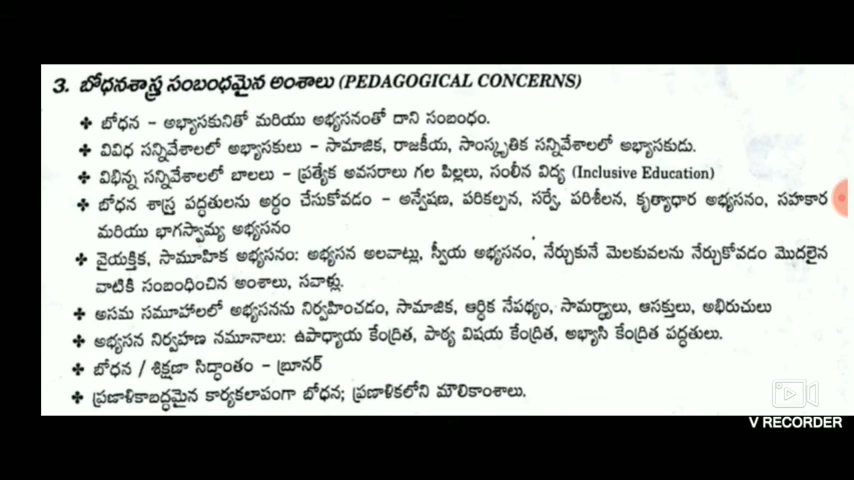 3. బోధనశాస్త్ర సంబంధమైన అంశాలు (PEDAGOGICAL CONCERNS)
✤ బోధన – అభ్యాసకునితో మరియు అభ్యసనంతో దాని సంబంధం.
✤ వివిధ సన్నివేశాలలో అభ్యాసకులు – సామాజిక, రాజకీయ, సాంస్కృతిక సన్నివేశాలలో అభ్యాసకుడు.
✤ విభిన్న సన్నివేశాలలో బాలలు – ప్రత్యేక అవసరాలు గల పిల్లలు, సంలీన విద్య (Inclusive Education)
✤ బోధన శాస్త్ర పద్ధతులను అర్థం చేసుకోవడం – అన్వేషణ, పరికల్పన, సర్వే, పరిశీలన, కృత్యాధార అభ్యసనం, సహకార
మరియు భాగస్వామ్య అభ్యసనం
✤ వైయక్తిక, సామూహిక అభ్యసనం: అభ్యసన అలవాట్లు, స్వీయ అభ్యసనం, నేర్చుకునే మెలకువలను నేర్చుకోవడం మొదలైన
వాటికి సంబంధించిన అంశాలు, సవాళ్లు.
✤ అసమ సమూహాలలో అభ్యసనను నిర్వహించడం, సామాజిక, ఆర్థిక నేపథ్యం, సామర్థ్యాలు, ఆసక్తులు, అభిరుచులు
✤ అభ్యసన నిర్వహణ నమూనాలు: ఉపాధ్యాయ కేంద్రిత, పాఠ్య విషయ కేంద్రిత, అభ్యాసి కేంద్రిత పద్ధతులు.
✤ బోధన / శిక్షణా సిద్ధాంతం – బ్రూనర్
✤ ప్రణాళికాబద్ధమైన కార్యకలాపంగా బోధన; ప్రణాళికలోని మౌలికాంశాలు.
V RECORDER